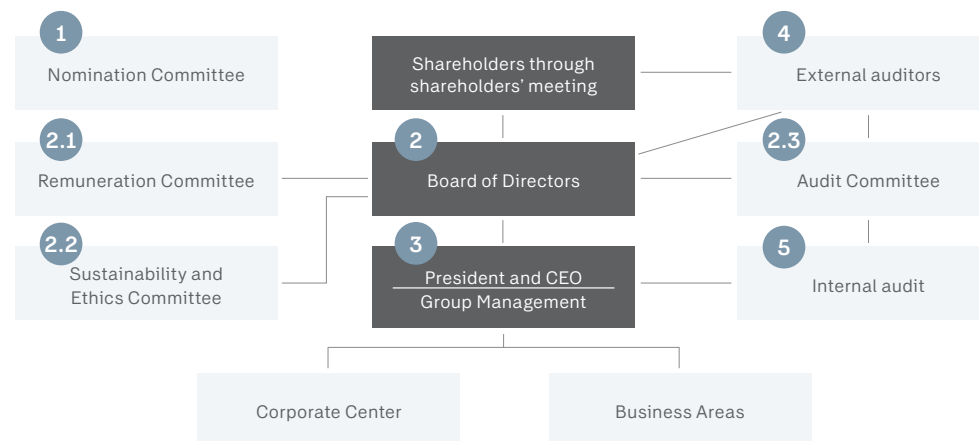 1
Nomination Committee
Shareholders through
shareholders' meeting
4
External auditors
2.1
Remuneration Committee
2
Board of Directors
2.3
Audit Committee
2.2
Sustainability and
Ethics Committee
3
President and CEO
Group Management
5
Internal audit
Corporate Center
Business Areas